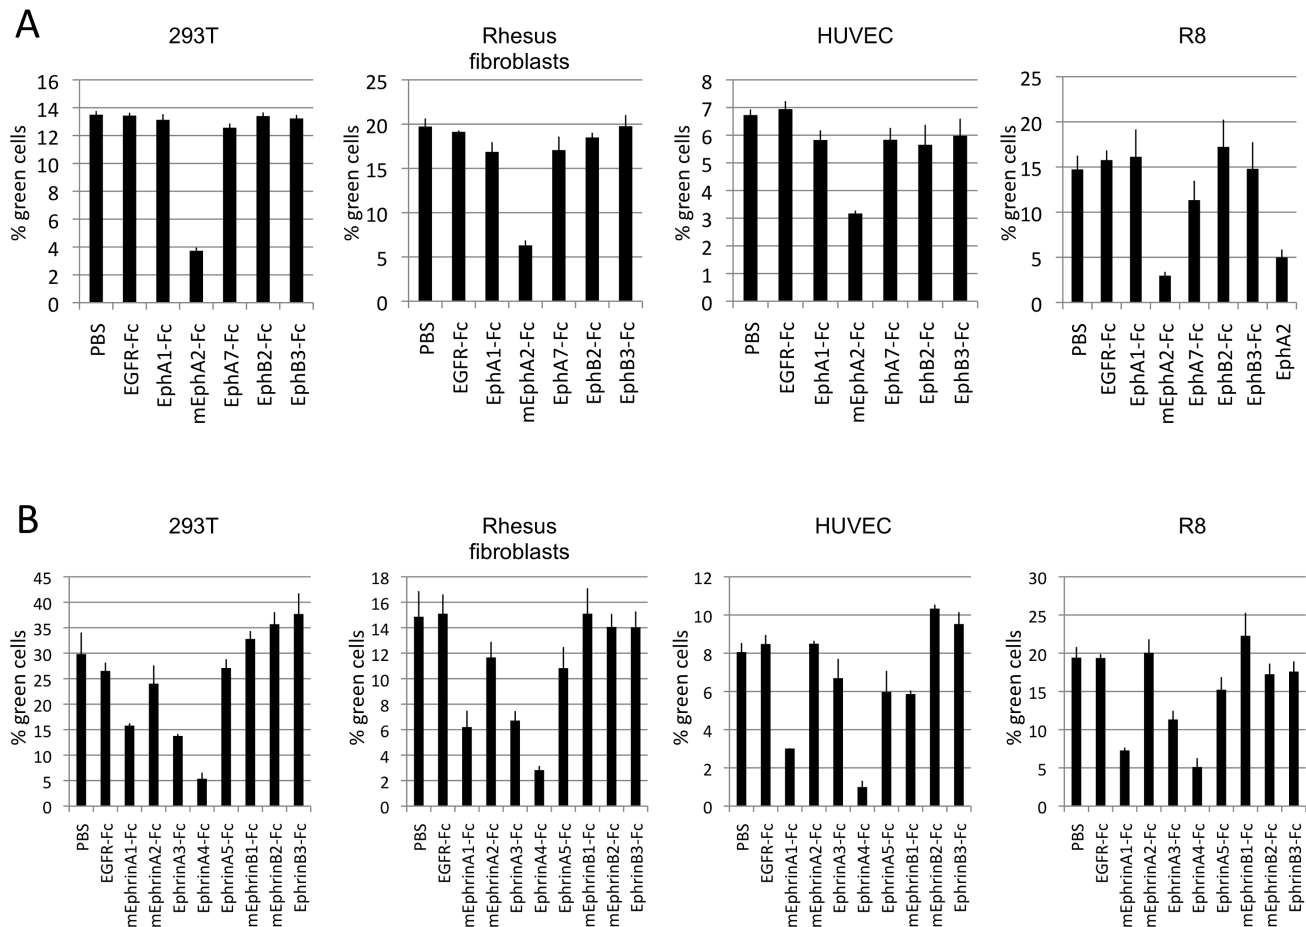 A
293T
% green cells
16
14
12
10
8
6
4
2
0
PBS
EGFR-Fc
EphA1-Fc
mEphA2-Fc
EphA7-Fc
EphB2-Fc
EphB3-Fc
Rhesus
fibroblasts
% green cells
25
20
15
10
5
0
PBS
EGFR-Fc
EphA1-Fc
mEphA2-Fc
EphA7-Fc
EphB2-Fc
EphB3-Fc
HUVEC
% green cells
8
7
6
5
4
3
2
1
0
PBS
EGFR-Fc
EphA1-Fc
mEphA2-Fc
EphA7-Fc
EphB2-Fc
EphB3-Fc
R8
% green cells
25
20
15
10
5
0
PBS
EGFR-Fc
EphA1-Fc
mEphA2-Fc
EphA7-Fc
EphB2-Fc
EphB3-Fc
EphA2
B
293T
% green cells
45
40
35
30
25
20
15
10
5
0
PBS
EGFR-Fc
mEphrinA1-Fc
mEphrinA2-Fc
EphrinA3-Fc
EphrinA4-Fc
EphrinA5-Fc
mEphrinB1-Fc
mEphrinB2-Fc
EphrinB3-Fc
Rhesus
fibroblasts
% green cells
18
16
14
12
10
8
6
4
2
0
PBS
EGFR-Fc
mEphrinA1-Fc
mEphrinA2-Fc
EphrinA3-Fc
EphrinA4-Fc
EphrinA5-Fc
mEphrinB1-Fc
mEphrinB2-Fc
EphrinB3-Fc
HUVEC
% green cells
12
10
8
6
4
2
0
PBS
EGFR-Fc
mEphrinA1-Fc
mEphrinA2-Fc
EphrinA3-Fc
EphrinA4-Fc
EphrinA5-Fc
mEphrinB1-Fc
mEphrinB2-Fc
EphrinB3-Fc
R8
% green cells
30
25
20
15
10
5
0
PBS
EGFR-Fc
mEphrinA1-Fc
mEphrinA2-Fc
EphrinA3-Fc
EphrinA4-Fc
EphrinA5-Fc
mEphrinB1-Fc
mEphrinB2-Fc
EphrinB3-Fc